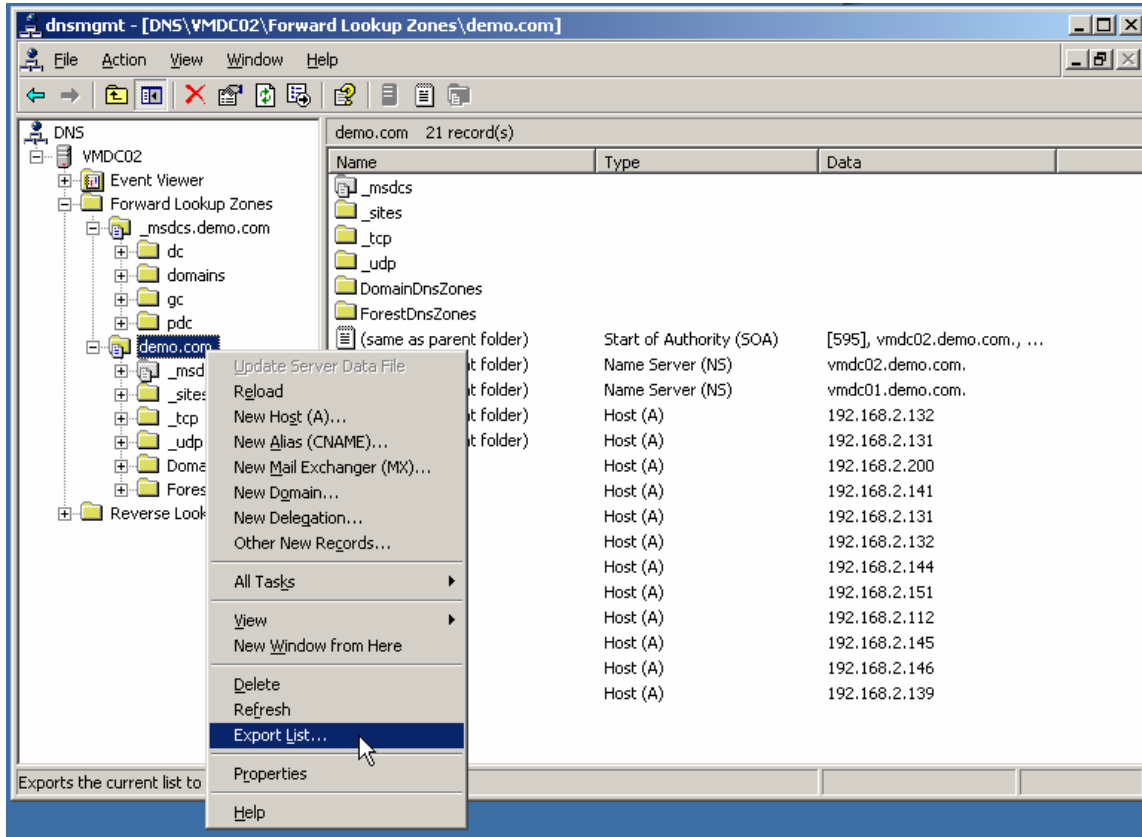 dnsmgmt - [DNS\VMDC02\Forward Lookup Zones\demo.com]
File Action View Window Help
DNS
VMDC02
Event Viewer
Forward Lookup Zones
_msdcs.demo.com
dc
domains
gc
pdc
demo.com
_msd
_sites
_tcp
_udp
Doma
Fores
Reverse Look
demo.com 21 record(s)
Name Type Data
_msdcs
_sites
_tcp
_udp
DomainDnsZones
ForestDnsZones
(same as parent folder) Start of Authority (SOA) [595], vmdc02.demo.com., ...
t folder) Name Server (NS) vmdc02.demo.com.
t folder) Name Server (NS) vmdc01.demo.com.
t folder) Host (A) 192.168.2.132
t folder) Host (A) 192.168.2.131
Host (A) 192.168.2.200
Host (A) 192.168.2.141
Host (A) 192.168.2.131
Host (A) 192.168.2.132
Host (A) 192.168.2.144
Host (A) 192.168.2.151
Host (A) 192.168.2.112
Host (A) 192.168.2.145
Host (A) 192.168.2.146
Host (A) 192.168.2.139
Update Server Data File
Reload
New Host (A)...
New Alias (CNAME)...
New Mail Exchanger (MX)...
New Domain...
New Delegation...
Other New Records...
All Tasks
View
New Window from Here
Delete
Refresh
Export List...
Properties
Help
Exports the current list to